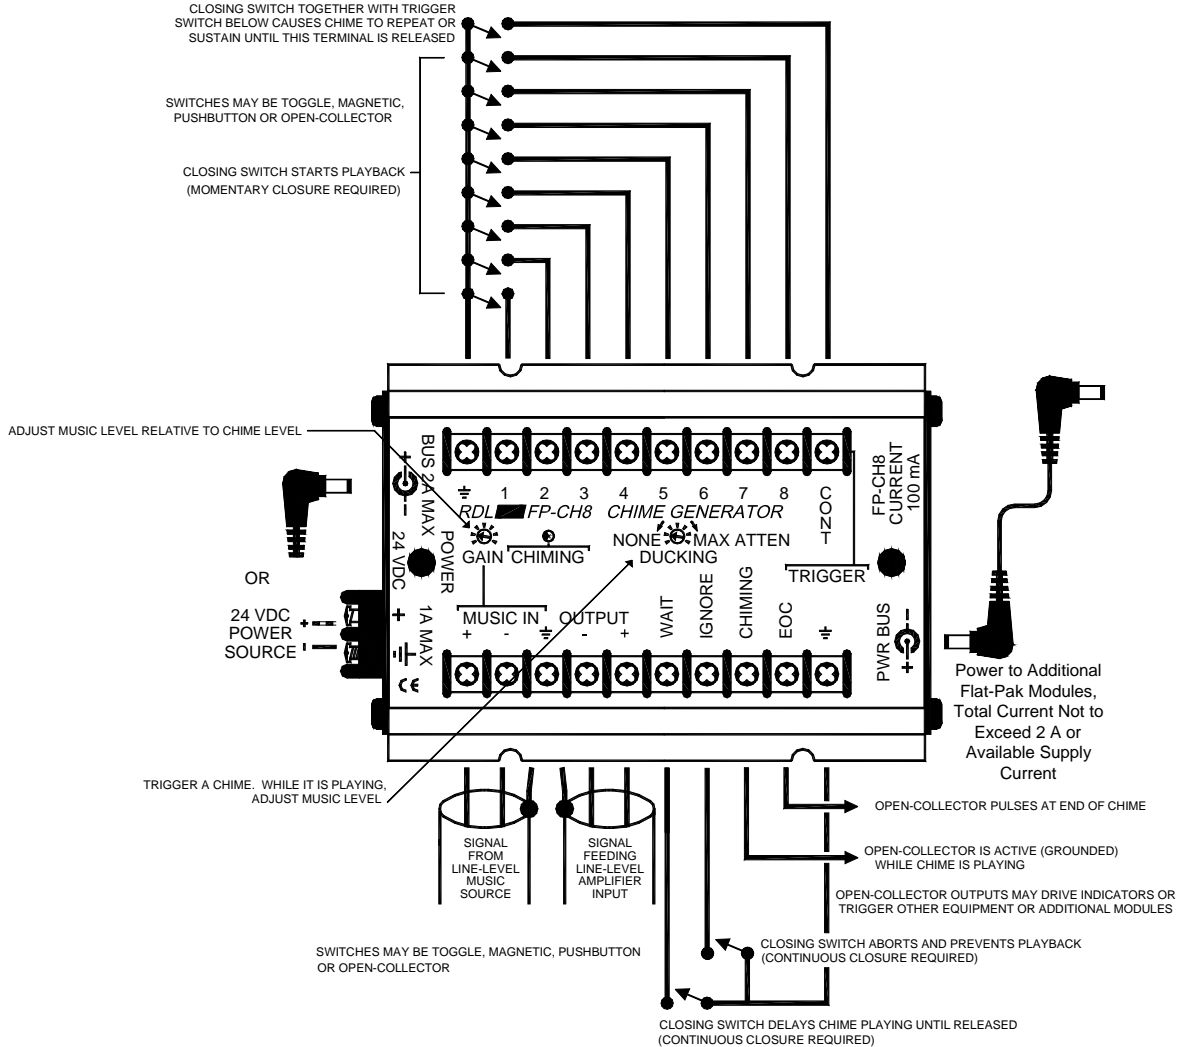 CLOSING SWITCH TOGETHER WITH TRIGGER
SWITCH BELOW CAUSES CHIME TO REPEAT OR
SUSTAIN UNTIL THIS TERMINAL IS RELEASED
SWITCHES MAY BE TOGGLE, MAGNETIC,
PUSHBUTTON OR OPEN-COLLECTOR
CLOSING SWITCH STARTS PLAYBACK
(MOMENTARY CLOSURE REQUIRED)
ADJUST MUSIC LEVEL RELATIVE TO CHIME LEVEL
BUS 2A MAX
+
-
24 VDC
POWER
1A MAX
+
CE
1 2 3 4 5 6 7 8 CONT
RDL FP-CH8 CHIME GENERATOR
GAIN
CHIMING
NONE
MAX ATTEN
DUCKING
TRIGGER
FP-CH8
CURRENT
100 mA
MUSIC IN
+ -
OUTPUT
- +
WAIT
IGNORE
CHIMING
EOC
PWR BUS
-
+
OR
24 VDC
POWER
SOURCE
+
-
Power to Additional
Flat-Pak Modules,
Total Current Not to
Exceed 2 A or
Available Supply
Current
TRIGGER A CHIME. WHILE IT IS PLAYING,
ADJUST MUSIC LEVEL
SIGNAL
FROM
LINE-LEVEL
MUSIC
SOURCE
SIGNAL
FEEDING
LINE-LEVEL
AMPLIFIER
INPUT
OPEN-COLLECTOR PULSES AT END OF CHIME
OPEN-COLLECTOR IS ACTIVE (GROUNDED)
WHILE CHIME IS PLAYING
OPEN-COLLECTOR OUTPUTS MAY DRIVE INDICATORS OR
TRIGGER OTHER EQUIPMENT OR ADDITIONAL MODULES
SWITCHES MAY BE TOGGLE, MAGNETIC, PUSHBUTTON
OR OPEN-COLLECTOR
CLOSING SWITCH ABORTS AND PREVENTS PLAYBACK
(CONTINUOUS CLOSURE REQUIRED)
CLOSING SWITCH DELAYS CHIME PLAYING UNTIL RELEASED
(CONTINUOUS CLOSURE REQUIRED)